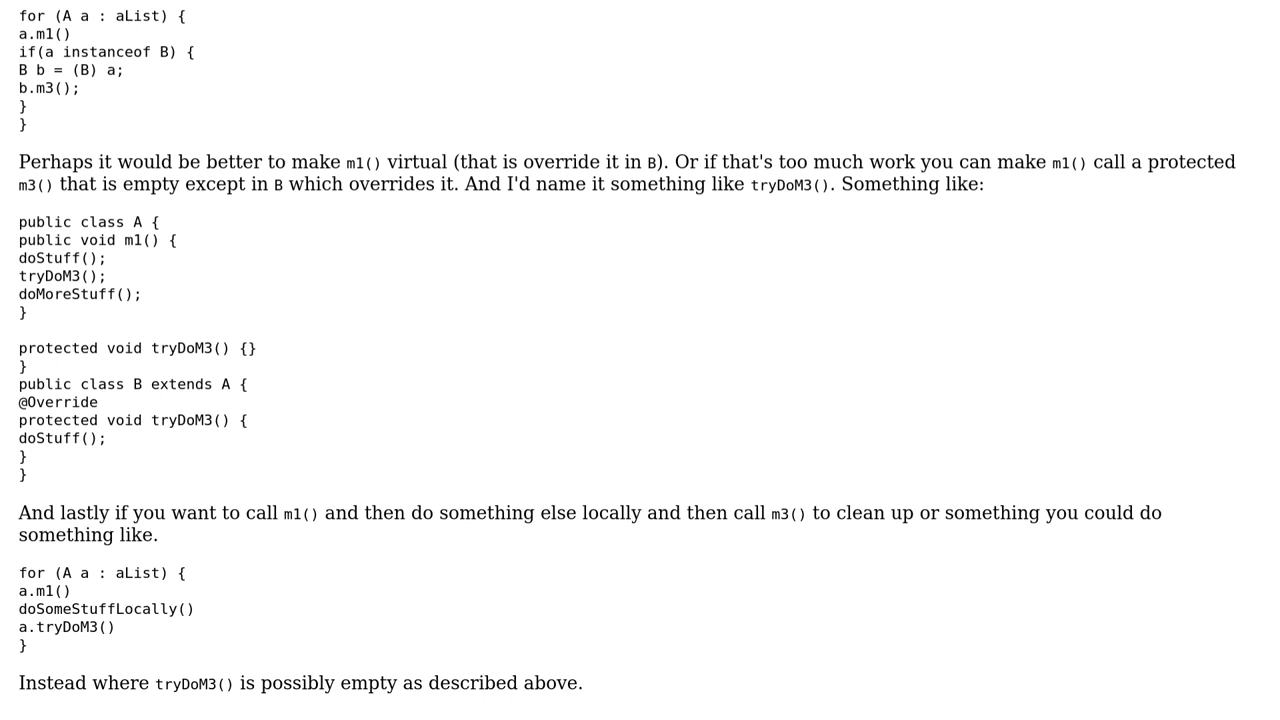 for (A a : aList) {
a.m1()
if(a instanceof B) {
B b = (B) a;
b.m3();
}
}
Perhaps it would be better to make m1() virtual (that is override it in B). Or if that's too much work you can make m1() call a protected
m3() that is empty except in B which overrides it. And I'd name it something like tryDoM3(). Something like:
public class A {
public void m1() {
doStuff();
tryDoM3();
doMoreStuff();
}
protected void tryDoM3() {}
}
public class B extends A {
@Override
protected void tryDoM3() {
doStuff();
}
}
And lastly if you want to call m1() and then do something else locally and then call m3() to clean up or something you could do
something like.
for (A a : aList) {
a.m1()
doSomeStuffLocally()
a.tryDoM3()
}
Instead where tryDoM3() is possibly empty as described above.